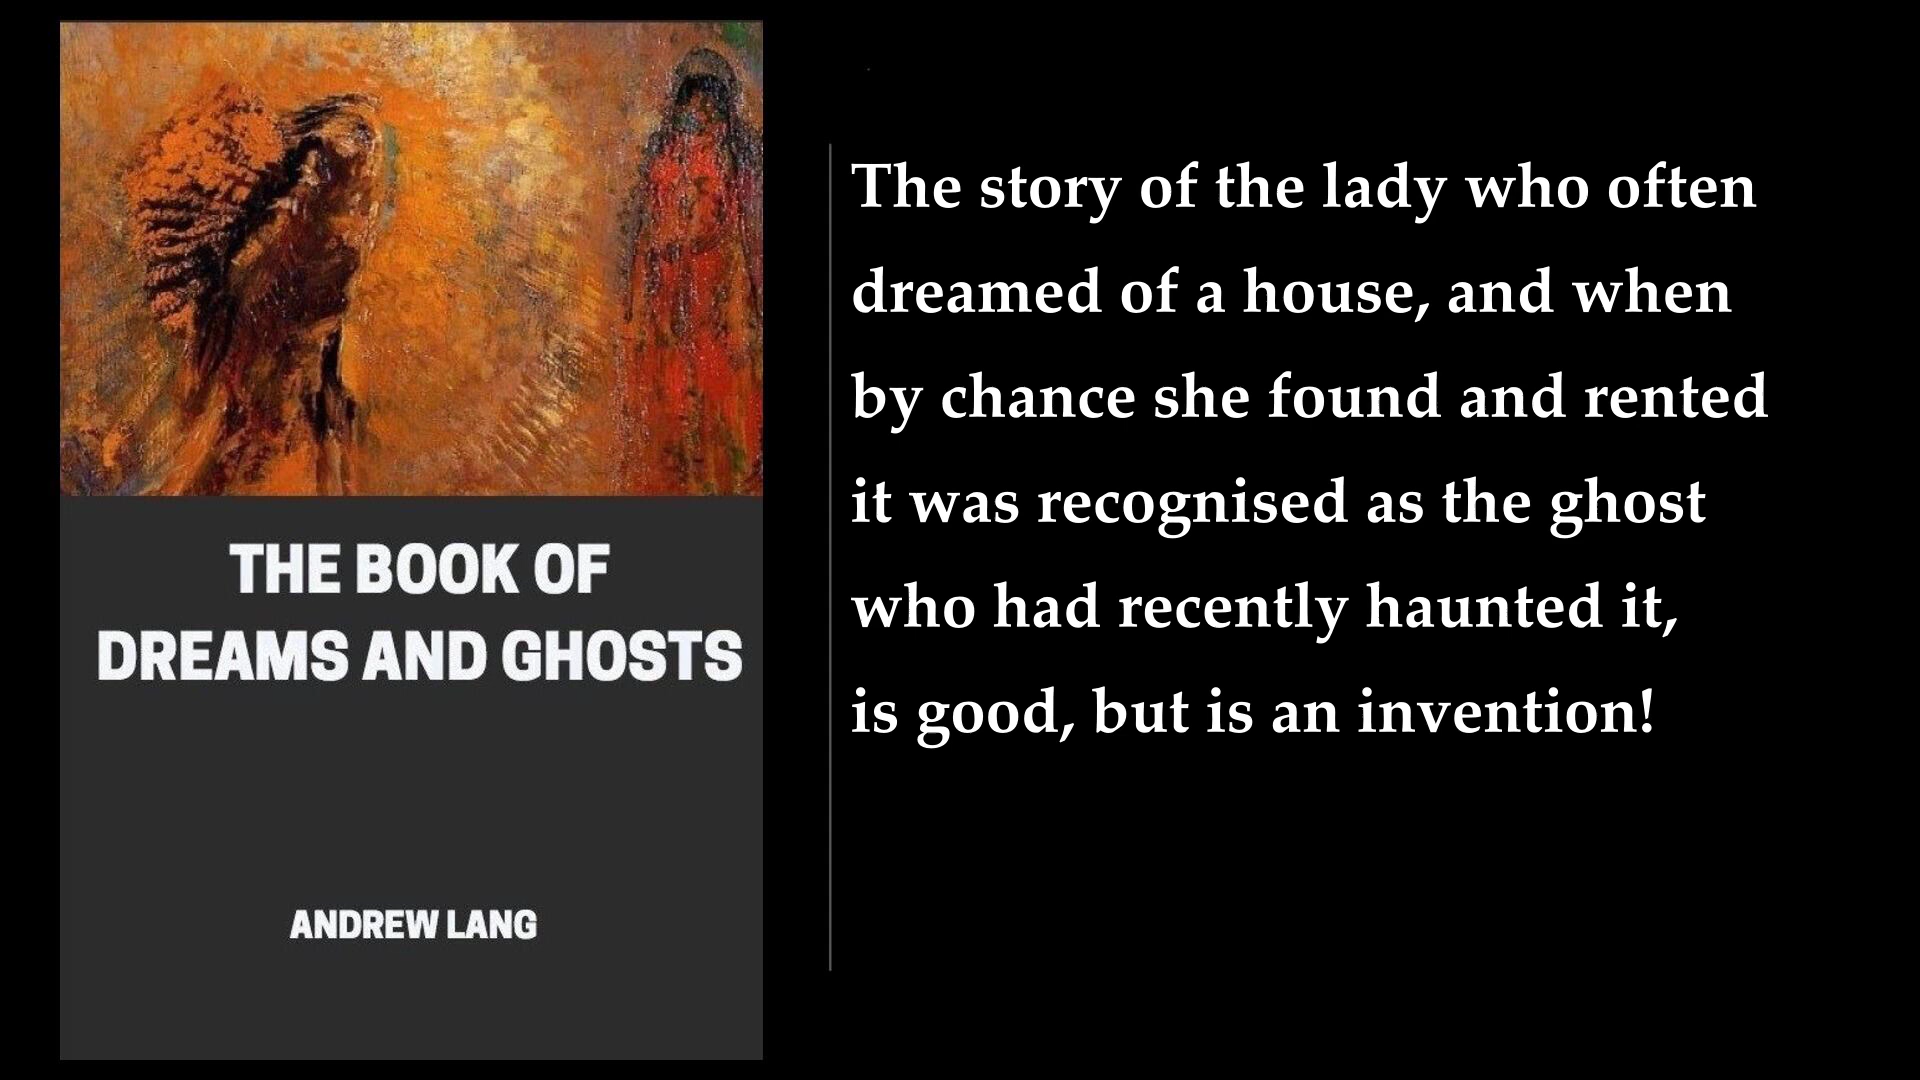 THE BOOK OF
DREAMS AND GHOSTS
ANDREW LANG
The story of the lady who often
dreamed of a house, and when
by chance she found and rented
it was recognised as the ghost
who had recently haunted it,
is good, but is an invention!